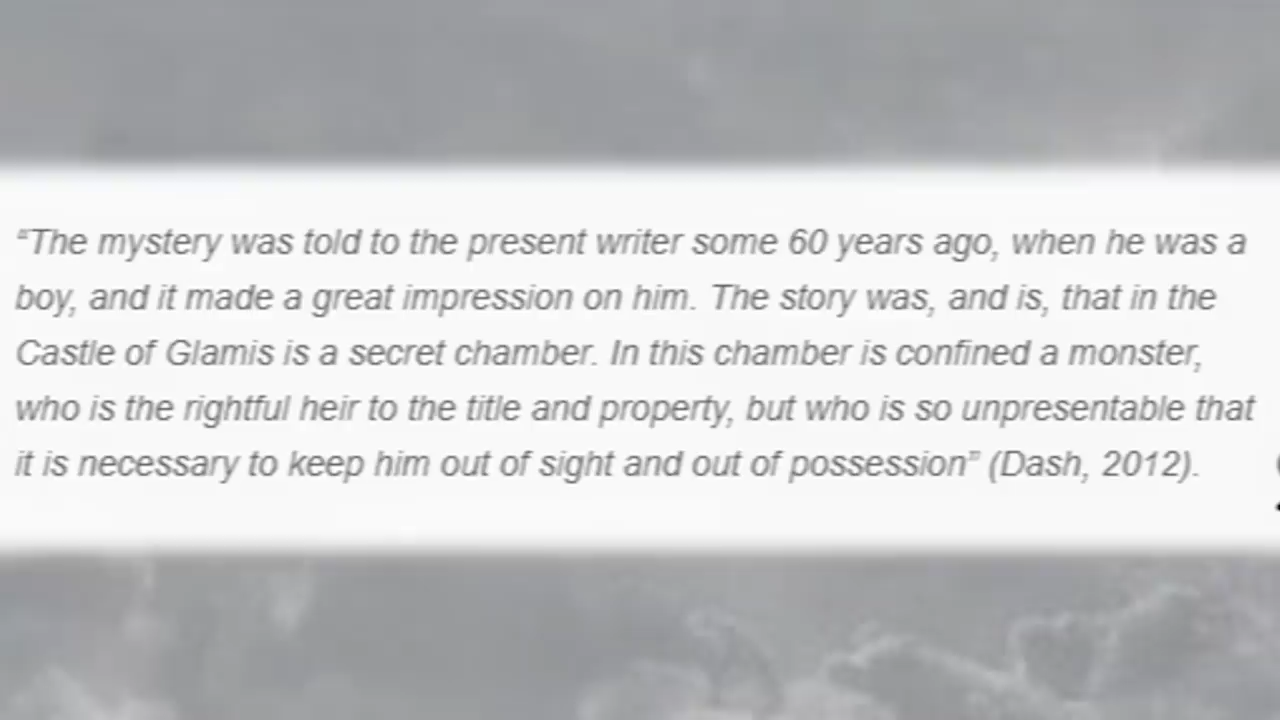 “The mystery was told to the present writer some 60 years ago, when he was a
boy, and it made a great impression on him. The story was, and is, that in the
Castle of Glamis is a secret chamber. In this chamber is confined a monster,
who is the rightful heir to the title and property, but who is so unpresentable that
it is necessary to keep him out of sight and out of possession” (Dash, 2012).